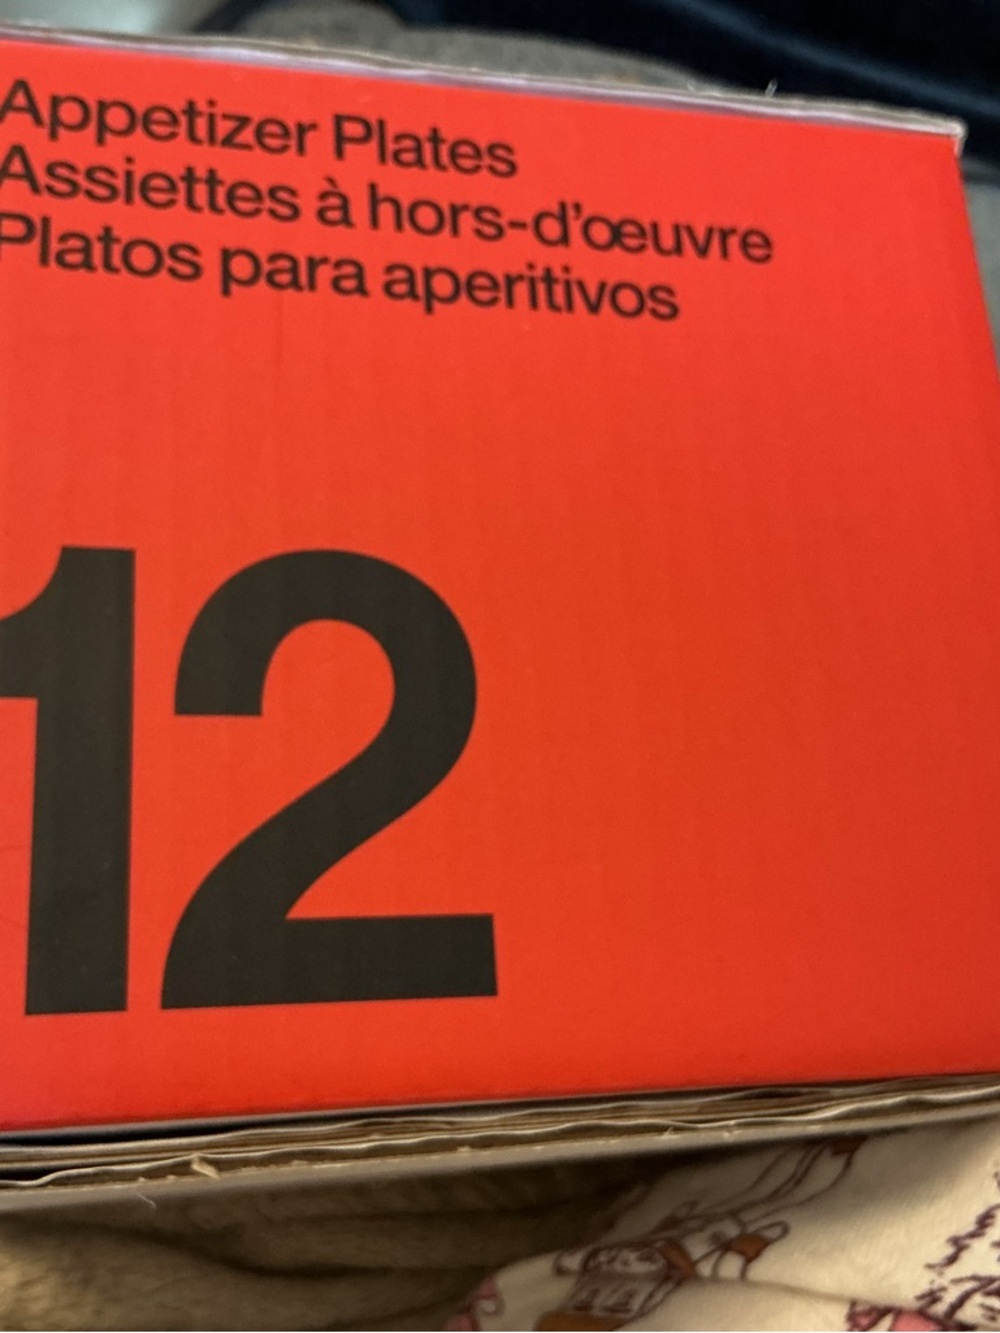 Appetizer Plates
Assiettes à hors-d’œuvre
Platos para aperitivos
12